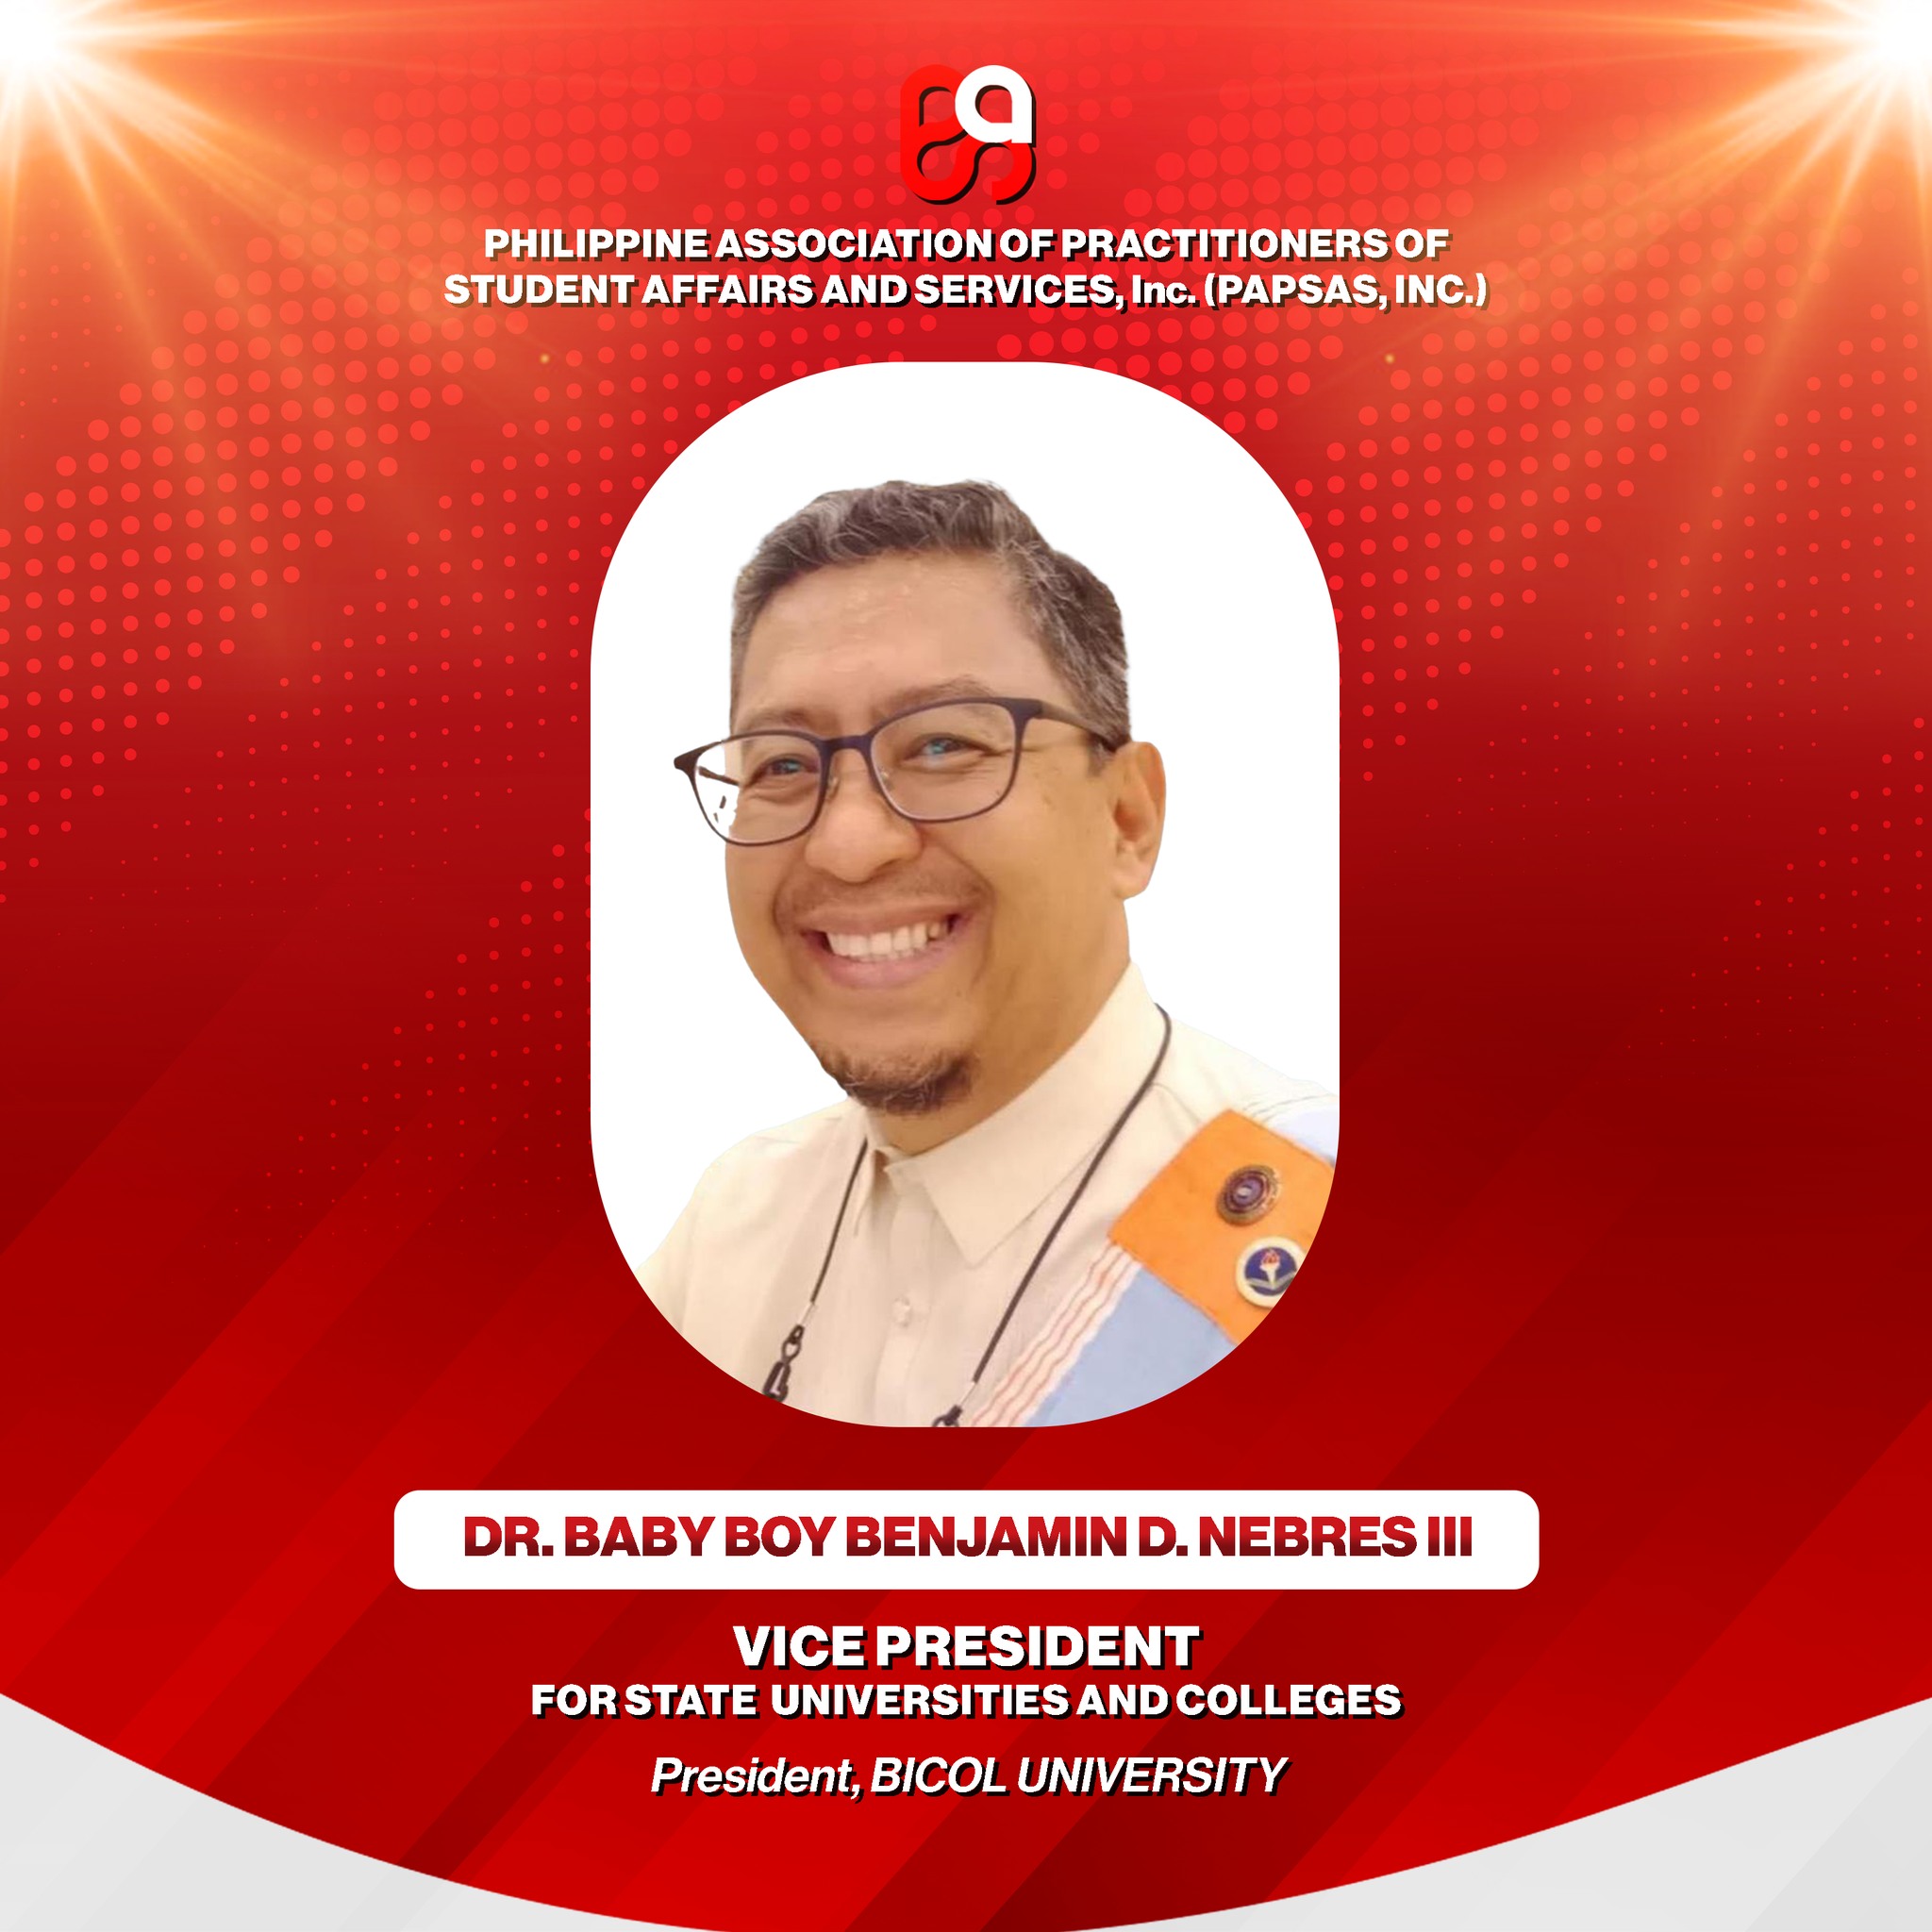 PHILIPPINE ASSOCIATION OF PRACTITIONERS OF
STUDENT AFFAIRS AND SERVICES, Inc. (PAPSAS, INC.)
DR. BABY BOY BENJAMIN D. NEBRES III
VICE PRESIDENT
FOR STATE UNIVERSITIES AND COLLEGES
President, BICOL UNIVERSITY